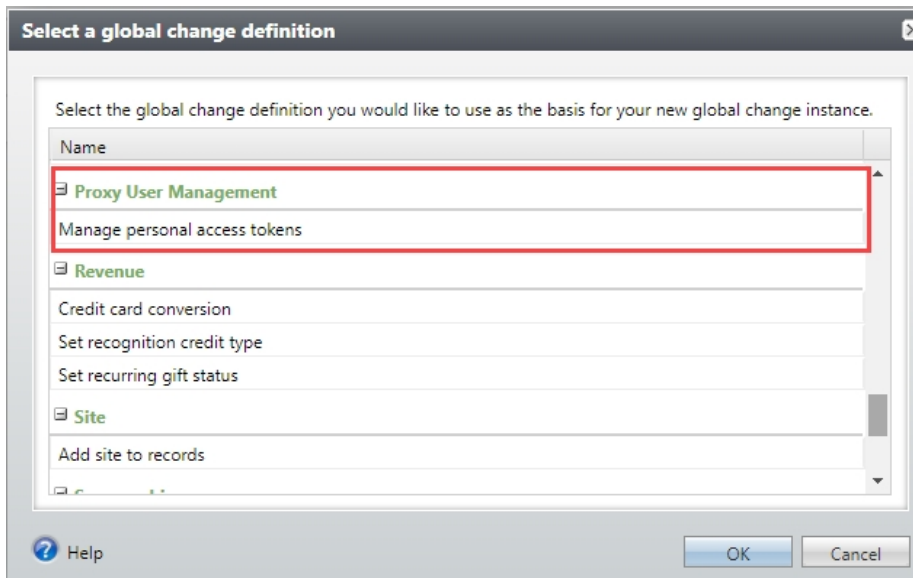 Select a global change definition
Select the global change definition you would like to use as the basis for your new global change instance.
Name
Proxy User Management
Manage personal access tokens
Revenue
Credit card conversion
Set recognition credit type
Set recurring gift status
Site
Add site to records
Help
OK
Cancel